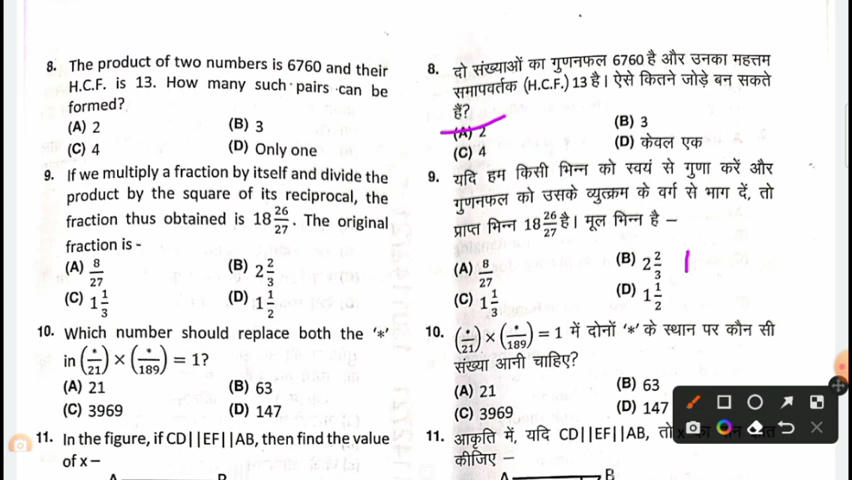 8. The product of two numbers is 6760 and their
H.C.F. is 13. How many such pairs can be
formed?
(A) 2 (B) 3
(C) 4 (D) Only one
9. If we multiply a fraction by itself and divide the
product by the square of its reciprocal, the
fraction thus obtained is 18 26/27. The original
fraction is -
(A) 8/27 (B) 2 2/3
(C) 1 1/3 (D) 1 1/2
10. Which number should replace both the '*'
in (*/21) × (*/189) = 1?
(A) 21 (B) 63
(C) 3969 (D) 147
11. In the figure, if CD||EF||AB, then find the value
of x –
8. दो संख्याओं का गुणनफल 6760 है और उनका महत्तम
समापवर्तक (H.C.F.) 13 है। ऐसे कितने जोड़े बन सकते
हैं?
(A) 2 (B) 3
(C) 4 (D) केवल एक
9. यदि हम किसी भिन्न को स्वयं से गुणा करें और
गुणनफल को उसके व्युत्क्रम के वर्ग से भाग दें, तो
प्राप्त भिन्न 18 26/27 है। मूल भिन्न है –
(A) 8/27 (B) 2 2/3
(C) 1 1/3 (D) 1 1/2
10. (*/21) × (*/189) = 1 में दोनों '*' के स्थान पर कौन सी
संख्या आनी चाहिए?
(A) 21 (B) 63
(C) 3969 (D) 147
11. आकृति में, यदि CD||EF||AB, तो
कीजिए –
B